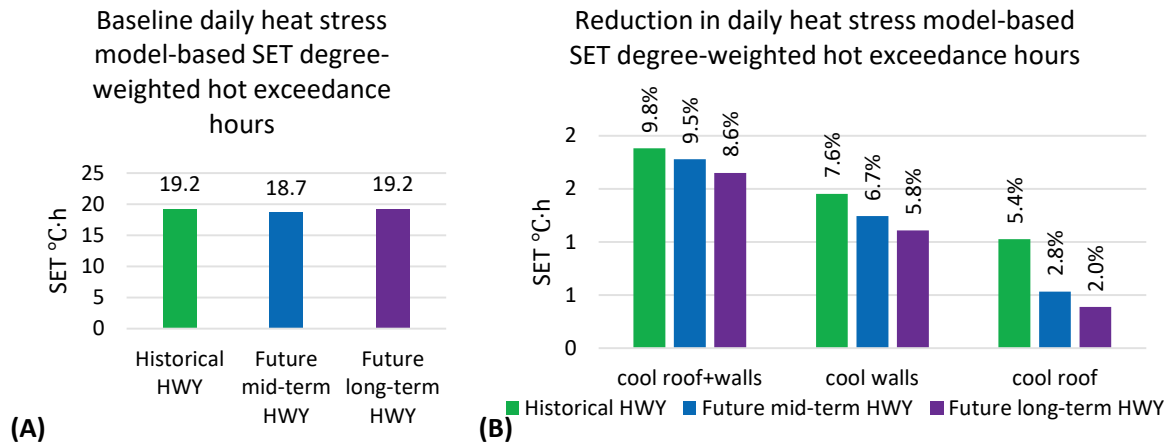 Baseline daily heat stress
model-based SET degree-
weighted hot exceedance
hours
SET °C·h
25
20
15
10
5
0
19.2
18.7
19.2
Historical
HWY
Future
mid-term
HWY
Future
long-term
HWY
(A)
Reduction in daily heat stress model-based
SET degree-weighted hot exceedance hours
SET °C·h
2
2
1
1
0
9.8%
9.5%
8.6%
7.6%
6.7%
5.8%
5.4%
2.8%
2.0%
cool roof+walls
cool walls
cool roof
Historical HWY
Future mid-term HWY
Future long-term HWY
(B)